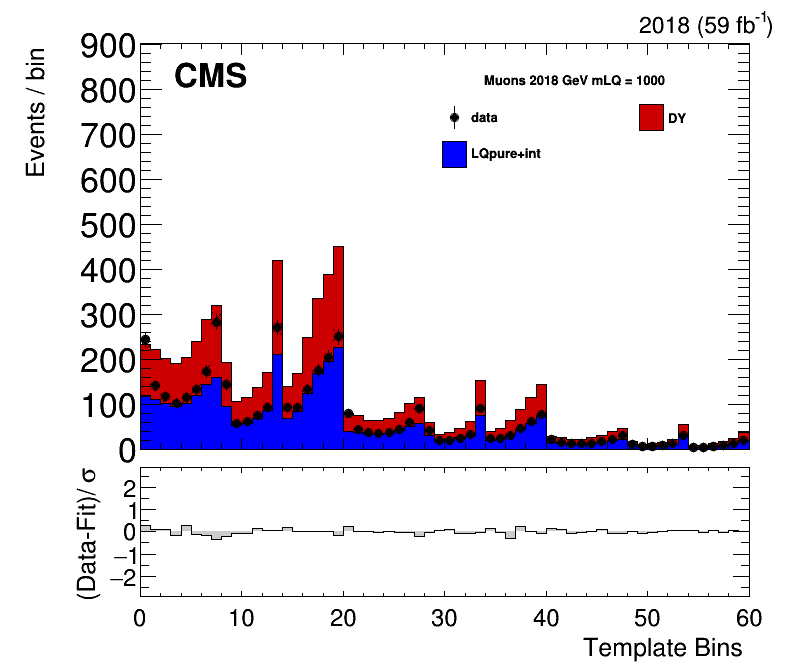 2018 (59 fb⁻¹)
CMS
Muons 2018 GeV mLQ = 1000
data
DY
LQpure+int
Events / bin
900
800
700
600
500
400
300
200
100
0
(Data-Fit)/ σ
2
1
0
−1
−2
0 10 20 30 40 50 60
Template Bins